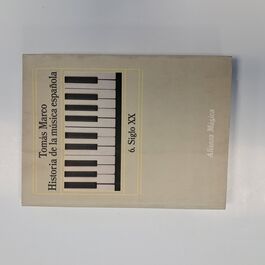 Tomás Marco
Historia de la música española
6. Siglo XX
Alianza Música